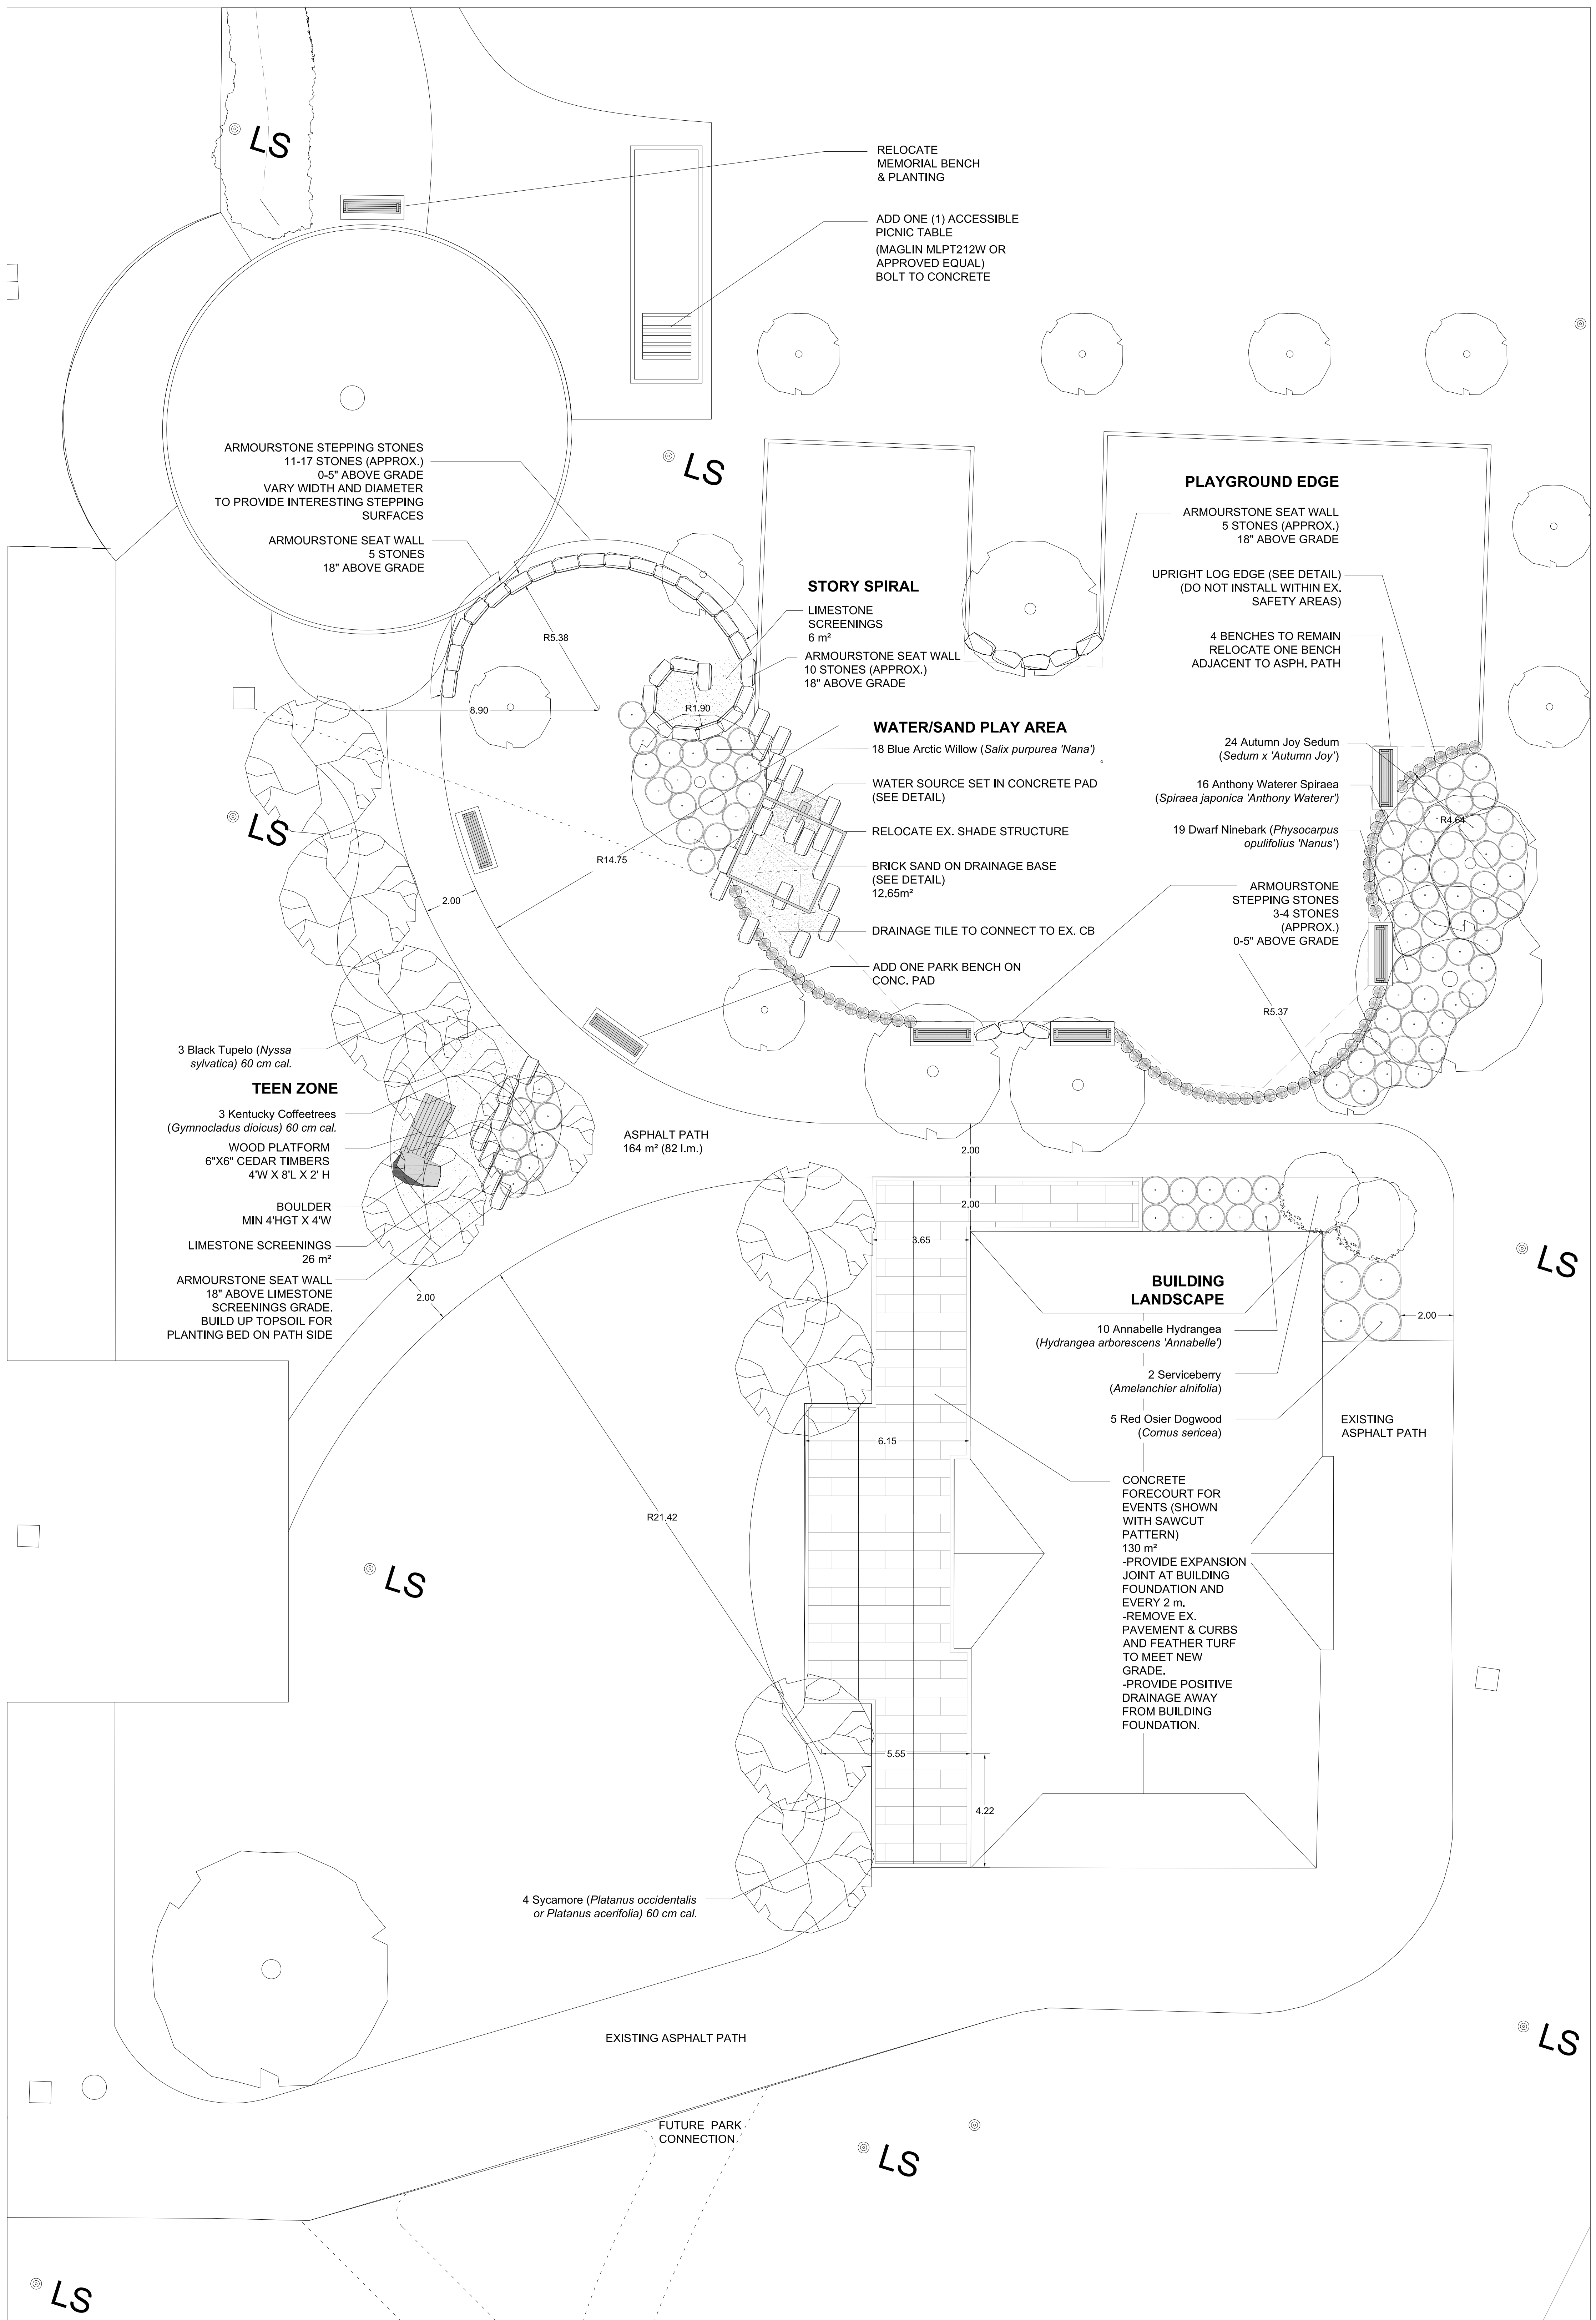 LS
RELOCATE
MEMORIAL BENCH
& PLANTING
ADD ONE (1) ACCESSIBLE
PICNIC TABLE
(MAGLIN MLPT212W OR
APPROVED EQUAL)
BOLT TO CONCRETE
ARMOURSTONE STEPPING STONES
11-17 STONES (APPROX.)
0-5" ABOVE GRADE
VARY WIDTH AND DIAMETER
TO PROVIDE INTERESTING STEPPING
SURFACES
ARMOURSTONE SEAT WALL
5 STONES
18" ABOVE GRADE
LS
PLAYGROUND EDGE
ARMOURSTONE SEAT WALL
5 STONES (APPROX.)
18" ABOVE GRADE
UPRIGHT LOG EDGE (SEE DETAIL)
(DO NOT INSTALL WITHIN EX.
SAFETY AREAS)
4 BENCHES TO REMAIN
RELOCATE ONE BENCH
ADJACENT TO ASPH. PATH
STORY SPIRAL
LIMESTONE
SCREENINGS
6 m²
ARMOURSTONE SEAT WALL
10 STONES (APPROX.)
18" ABOVE GRADE
R5.38
R1.90
8.90
WATER/SAND PLAY AREA
18 Blue Arctic Willow (Salix purpurea 'Nana')
WATER SOURCE SET IN CONCRETE PAD
(SEE DETAIL)
RELOCATE EX. SHADE STRUCTURE
BRICK SAND ON DRAINAGE BASE
(SEE DETAIL)
12.65m²
DRAINAGE TILE TO CONNECT TO EX. CB
ADD ONE PARK BENCH ON
CONC. PAD
24 Autumn Joy Sedum
(Sedum x 'Autumn Joy')
16 Anthony Waterer Spiraea
(Spiraea japonica 'Anthony Waterer')
19 Dwarf Ninebark (Physocarpus
opulifolius 'Nanus')
R4.64
ARMOURSTONE
STEPPING STONES
3-4 STONES
(APPROX.)
0-5" ABOVE GRADE
R5.37
LS
R14.75
2.00
3 Black Tupelo (Nyssa
sylvatica) 60 cm cal.
TEEN ZONE
3 Kentucky Coffeetrees
(Gymnocladus dioicus) 60 cm cal.
WOOD PLATFORM
6"X6" CEDAR TIMBERS
4'W X 8'L X 2' H
BOULDER
MIN 4'HGT X 4'W
LIMESTONE SCREENINGS
26 m²
ARMOURSTONE SEAT WALL
18" ABOVE LIMESTONE
SCREENINGS GRADE.
BUILD UP TOPSOIL FOR
PLANTING BED ON PATH SIDE
2.00
ASPHALT PATH
164 m² (82 l.m.)
2.00
2.00
3.65
LS
BUILDING
LANDSCAPE
10 Annabelle Hydrangea
(Hydrangea arborescens 'Annabelle')
2 Serviceberry
(Amelanchier alnifolia)
5 Red Osier Dogwood
(Cornus sericea)
2.00
EXISTING
ASPHALT PATH
6.15
CONCRETE
FORECOURT FOR
EVENTS (SHOWN
WITH SAWCUT
PATTERN)
130 m²
-PROVIDE EXPANSION
JOINT AT BUILDING
FOUNDATION AND
EVERY 2 m.
-REMOVE EX.
PAVEMENT & CURBS
AND FEATHER TURF
TO MEET NEW
GRADE.
-PROVIDE POSITIVE
DRAINAGE AWAY
FROM BUILDING
FOUNDATION.
R21.42
LS
5.55
4.22
4 Sycamore (Platanus occidentalis
or Platanus acerifolia) 60 cm cal.
EXISTING ASPHALT PATH
LS
FUTURE PARK
CONNECTION
LS
LS